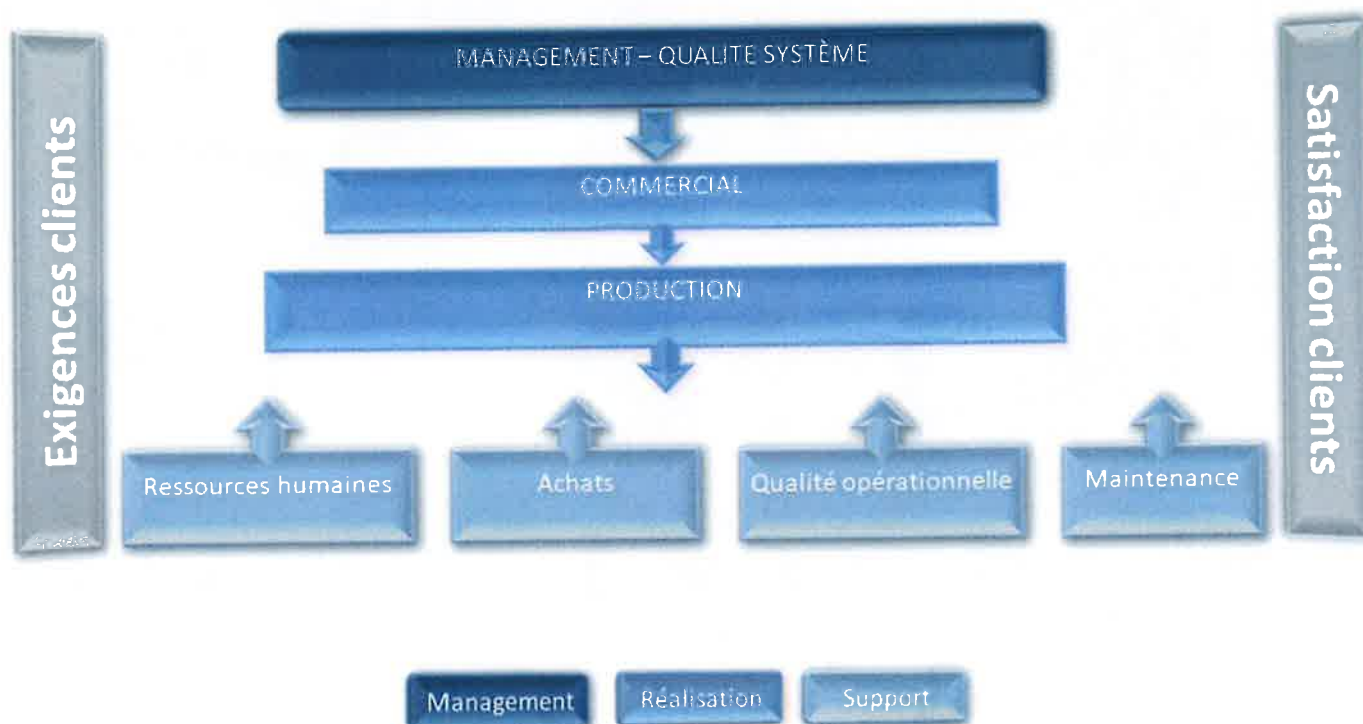 Exigences clients
MANAGEMENT – QUALITE SYSTÈME
COMMERCIAL
PRODUCTION
Ressources humaines
Achats
Qualité opérationnelle
Maintenance
Satisfaction clients
Management
Réalisation
Support